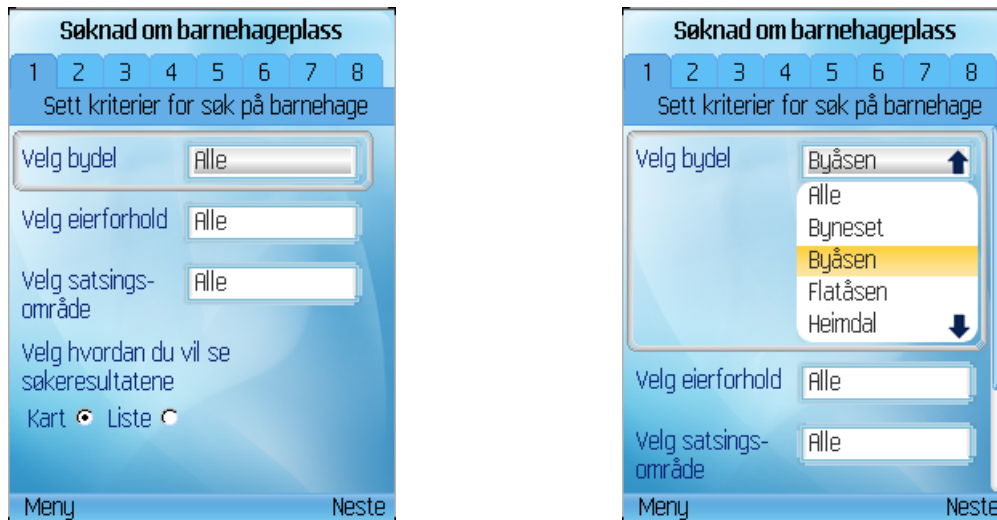 Søknad om barnehageplass
1 2 3 4 5 6 7 8
Sett kriterier for søk på barnehage
Velg bydel Alle
Velg eierforhold Alle
Velg satsings- Alle
område
Velg hvordan du vil se
søkeresultatene
Kart Liste
Meny Neste
Søknad om barnehageplass
1 2 3 4 5 6 7 8
Sett kriterier for søk på barnehage
Velg bydel Byåsen
Alle
Byneset
Byåsen
Flatåsen
Heimdal
Velg eierforhold Alle
Velg satsings- Alle
område
Meny Neste